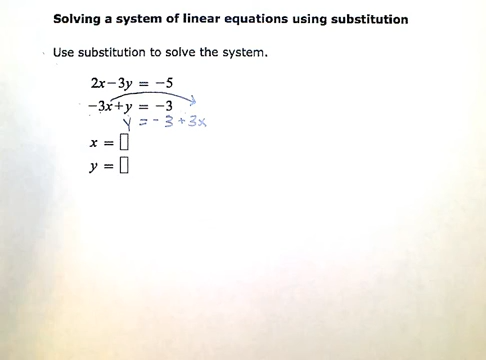 Solving a system of linear equations using substitution
Use substitution to solve the system.
2x−3y = −5
−3x+y = −3
y = −3 + 3x
x =
y =